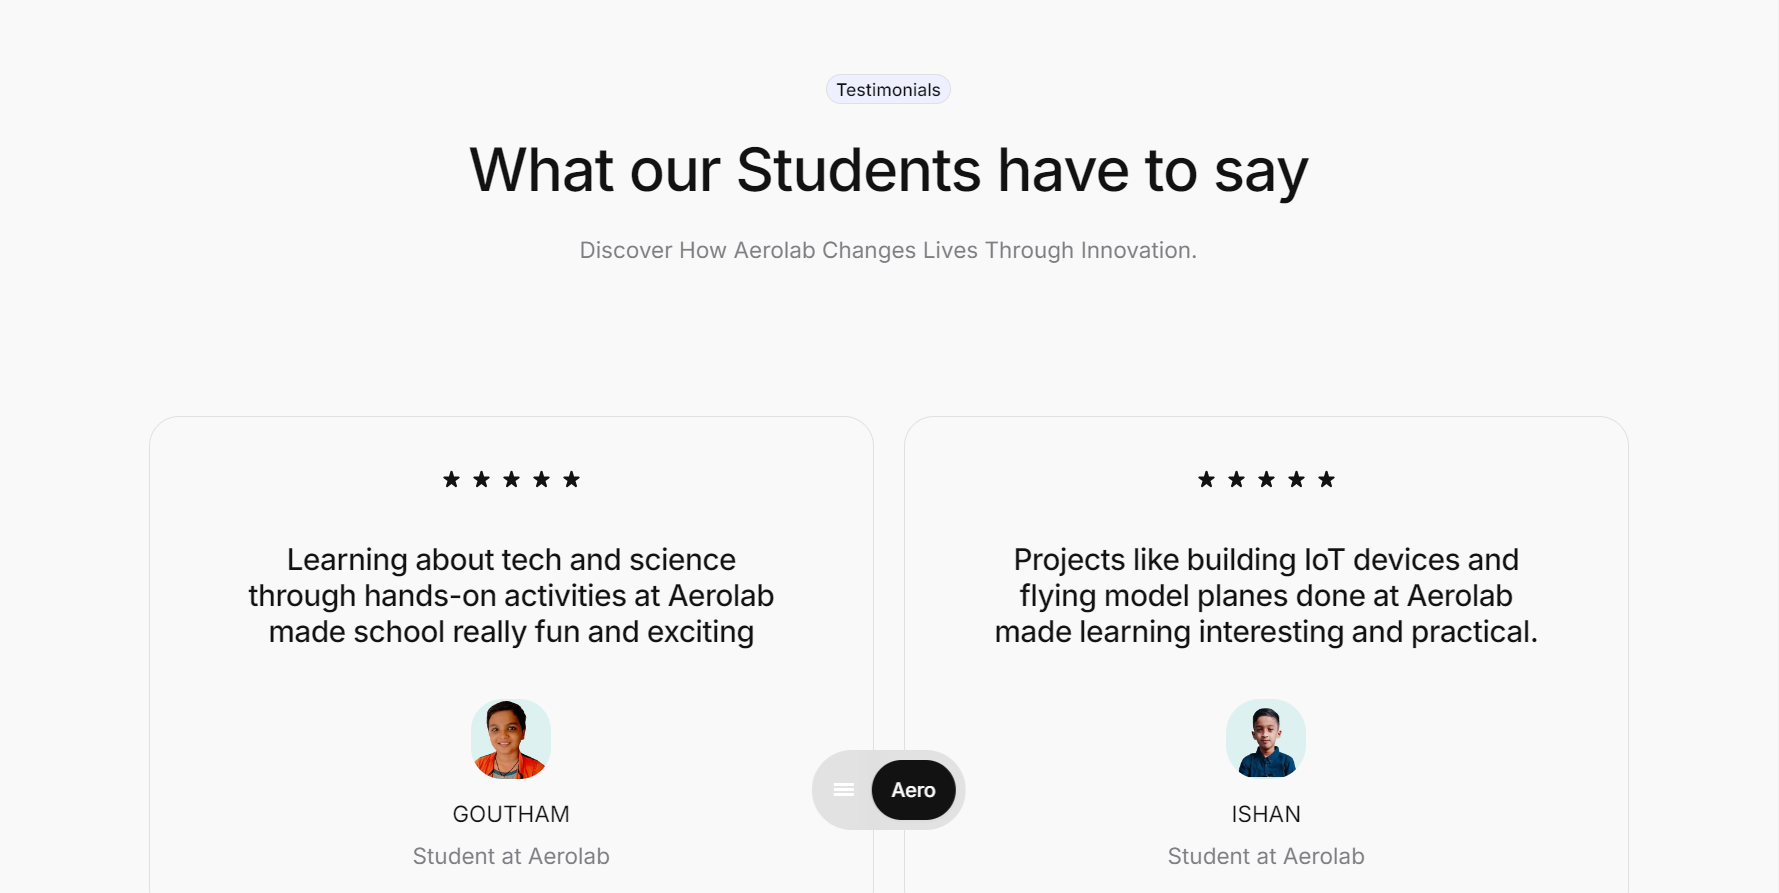 Testimonials
What our Students have to say
Discover How Aerolab Changes Lives Through Innovation.
Learning about tech and science
through hands-on activities at Aerolab
made school really fun and exciting
GOUTHAM
Student at Aerolab
Projects like building IoT devices and
flying model planes done at Aerolab
made learning interesting and practical.
ISHAN
Student at Aerolab
Aero